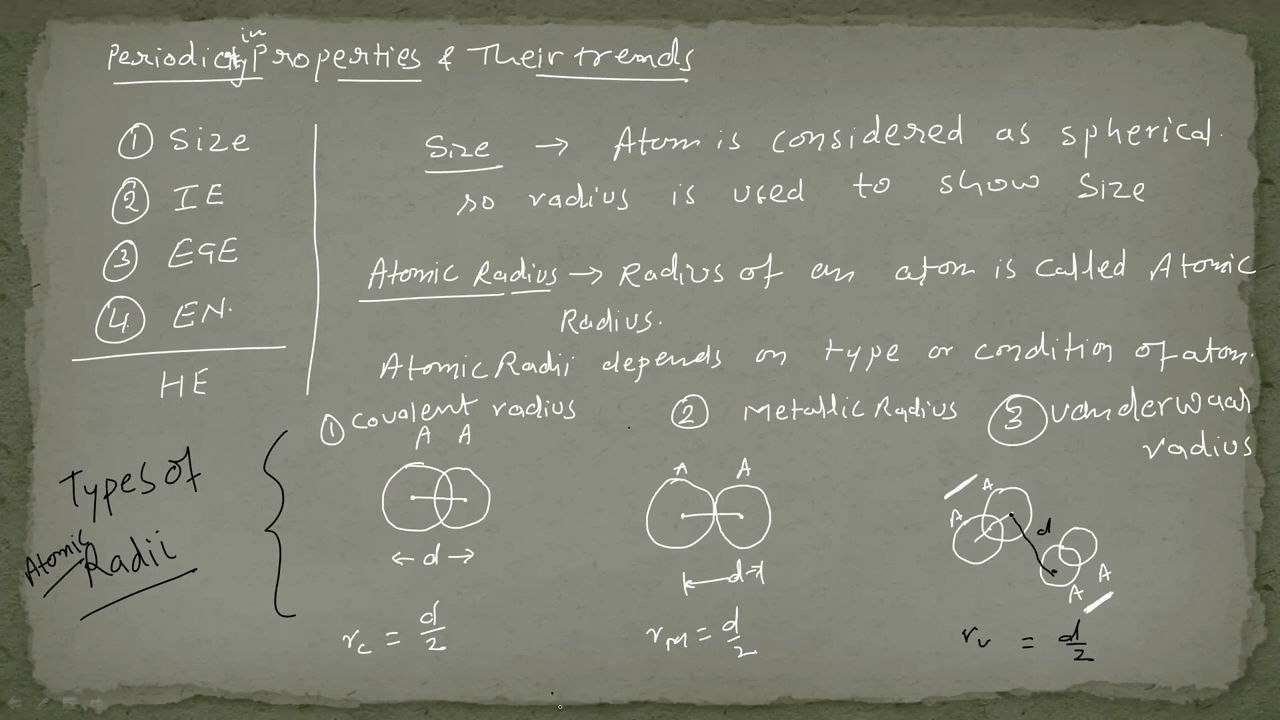 Periodicity in Properties & Their trends
① Size
② IE
③ EGE
④ EN.
HE
Size → Atom is considered as spherical.
so radius is used to show Size
Atomic Radius → Radius of an atom is called Atomic
Radius.
Atomic Radii depends on type or condition of atom.
① Covalent radius
② Metallic Radius
③ vanderwaal
radius
Types of
Atomic Radii
A A
← d →
r_c = d/2
A A
d
r_M = d/2
A A
d
A A
r_v = d/2